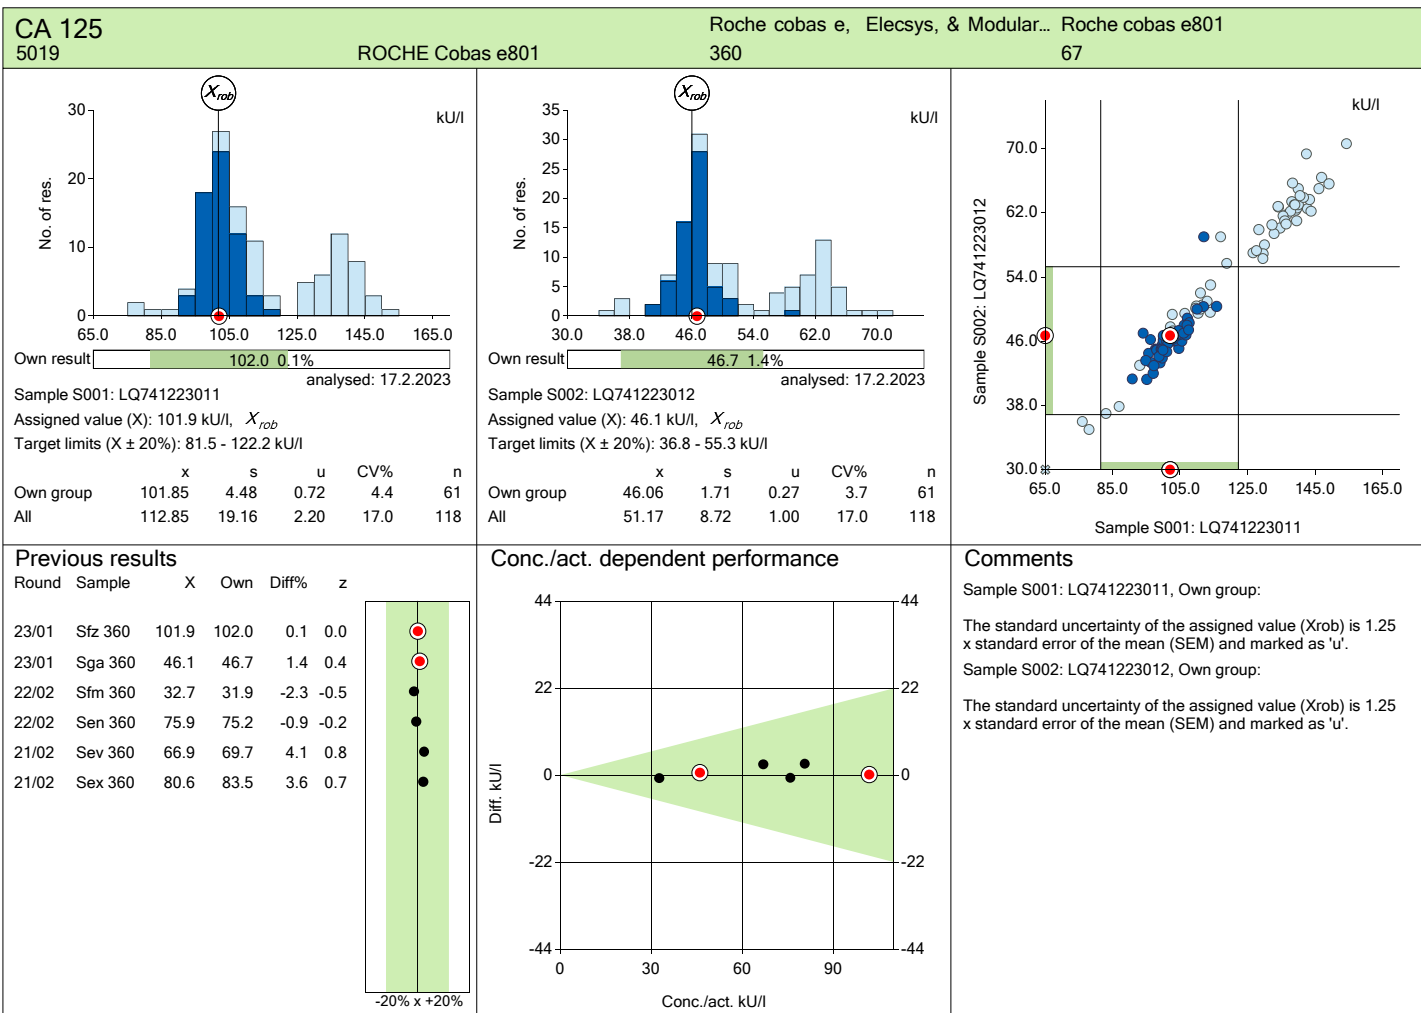 CA 125
5019
ROCHE Cobas e801
Roche cobas e, Elecsys, & Modular...
360
Roche cobas e801
67
Xrob
kU/l
No. of res.
30
20
10
0
65.0 85.0 105.0 125.0 145.0 165.0
Own result 102.0 0.1%
analysed: 17.2.2023
Sample S001: LQ741223011
Assigned value (X): 101.9 kU/l, Xrob
Target limits (X ± 20%): 81.5 - 122.2 kU/l
x s u CV% n
Own group 101.85 4.48 0.72 4.4 61
All 112.85 19.16 2.20 17.0 118
Xrob
kU/l
No. of res.
35
30
25
20
15
10
5
0
30.0 38.0 46.0 54.0 62.0 70.0
Own result 46.7 1.4%
analysed: 17.2.2023
Sample S002: LQ741223012
Assigned value (X): 46.1 kU/l, Xrob
Target limits (X ± 20%): 36.8 - 55.3 kU/l
x s u CV% n
Own group 46.06 1.71 0.27 3.7 61
All 51.17 8.72 1.00 17.0 118
kU/l
Sample S002: LQ741223012
70.0
62.0
54.0
46.0
38.0
30.0
65.0 85.0 105.0 125.0 145.0 165.0
Sample S001: LQ741223011
Previous results
Round Sample X Own Diff% z
23/01 Sfz 360 101.9 102.0 0.1 0.0
23/01 Sga 360 46.1 46.7 1.4 0.4
22/02 Sfm 360 32.7 31.9 -2.3 -0.5
22/02 Sen 360 75.9 75.2 -0.9 -0.2
21/02 Sev 360 66.9 69.7 4.1 0.8
21/02 Sex 360 80.6 83.5 3.6 0.7
-20% x +20%
Conc./act. dependent performance
Diff. kU/l
44 44
22 22
0 0
-22 -22
-44 -44
0 30 60 90
Conc./act. kU/l
Comments
Sample S001: LQ741223011, Own group:
The standard uncertainty of the assigned value (Xrob) is 1.25
x standard error of the mean (SEM) and marked as 'u'.
Sample S002: LQ741223012, Own group:
The standard uncertainty of the assigned value (Xrob) is 1.25
x standard error of the mean (SEM) and marked as 'u'.